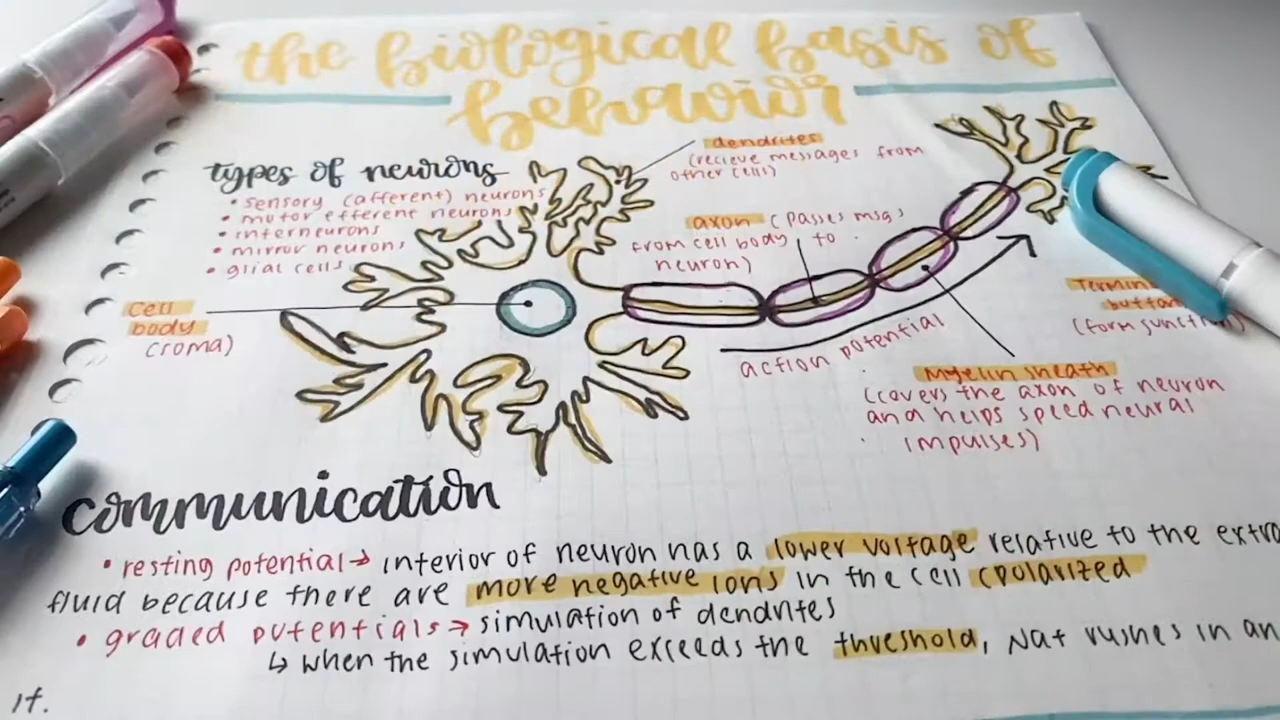 the biological basis of
behavior
types of neurons
• sensory (afferent) neurons
• motor efferent neurons
• interneurons
• mirror neurons
• glial cells
dendrites
(recieve messages from
other cells)
axon (passes msgs
from cell body to
neuron)
cell
body
(soma)
action potential
Myelin sheath
(covers the axon of neuron
and helps speed neural
impulses)
button
(form junction)
communication
• resting potential → interior of neuron has a lower voltage relative to the
fluid because there are more negative ions in the cell (polarized
• graded potentials → simulation of dendrites
↳ when the simulation exceeds the threshold, Na+ rushes in
it.